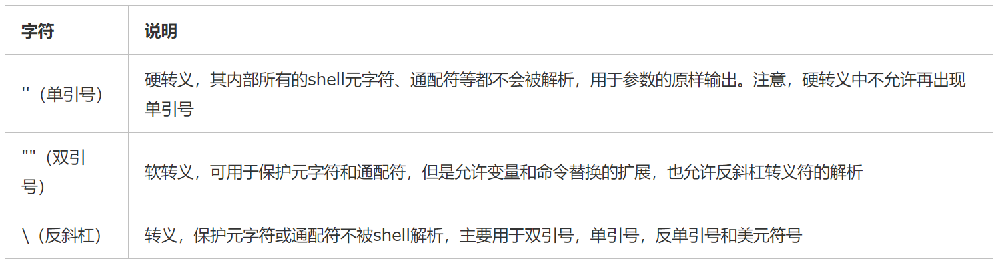 字符
说明
''（单引号）
硬转义，其内部所有的shell元字符、通配符等都不会被解析，用于参数的原样输出。注意，硬转义中不允许再出现
单引号
""（双引
号）
软转义，可用于保护元字符和通配符，但是允许变量和命令替换的扩展，也允许反斜杠转义符的解析
\（反斜杠）
转义，保护元字符或通配符不被shell解析，主要用于双引号，单引号，反单引号和美元符号